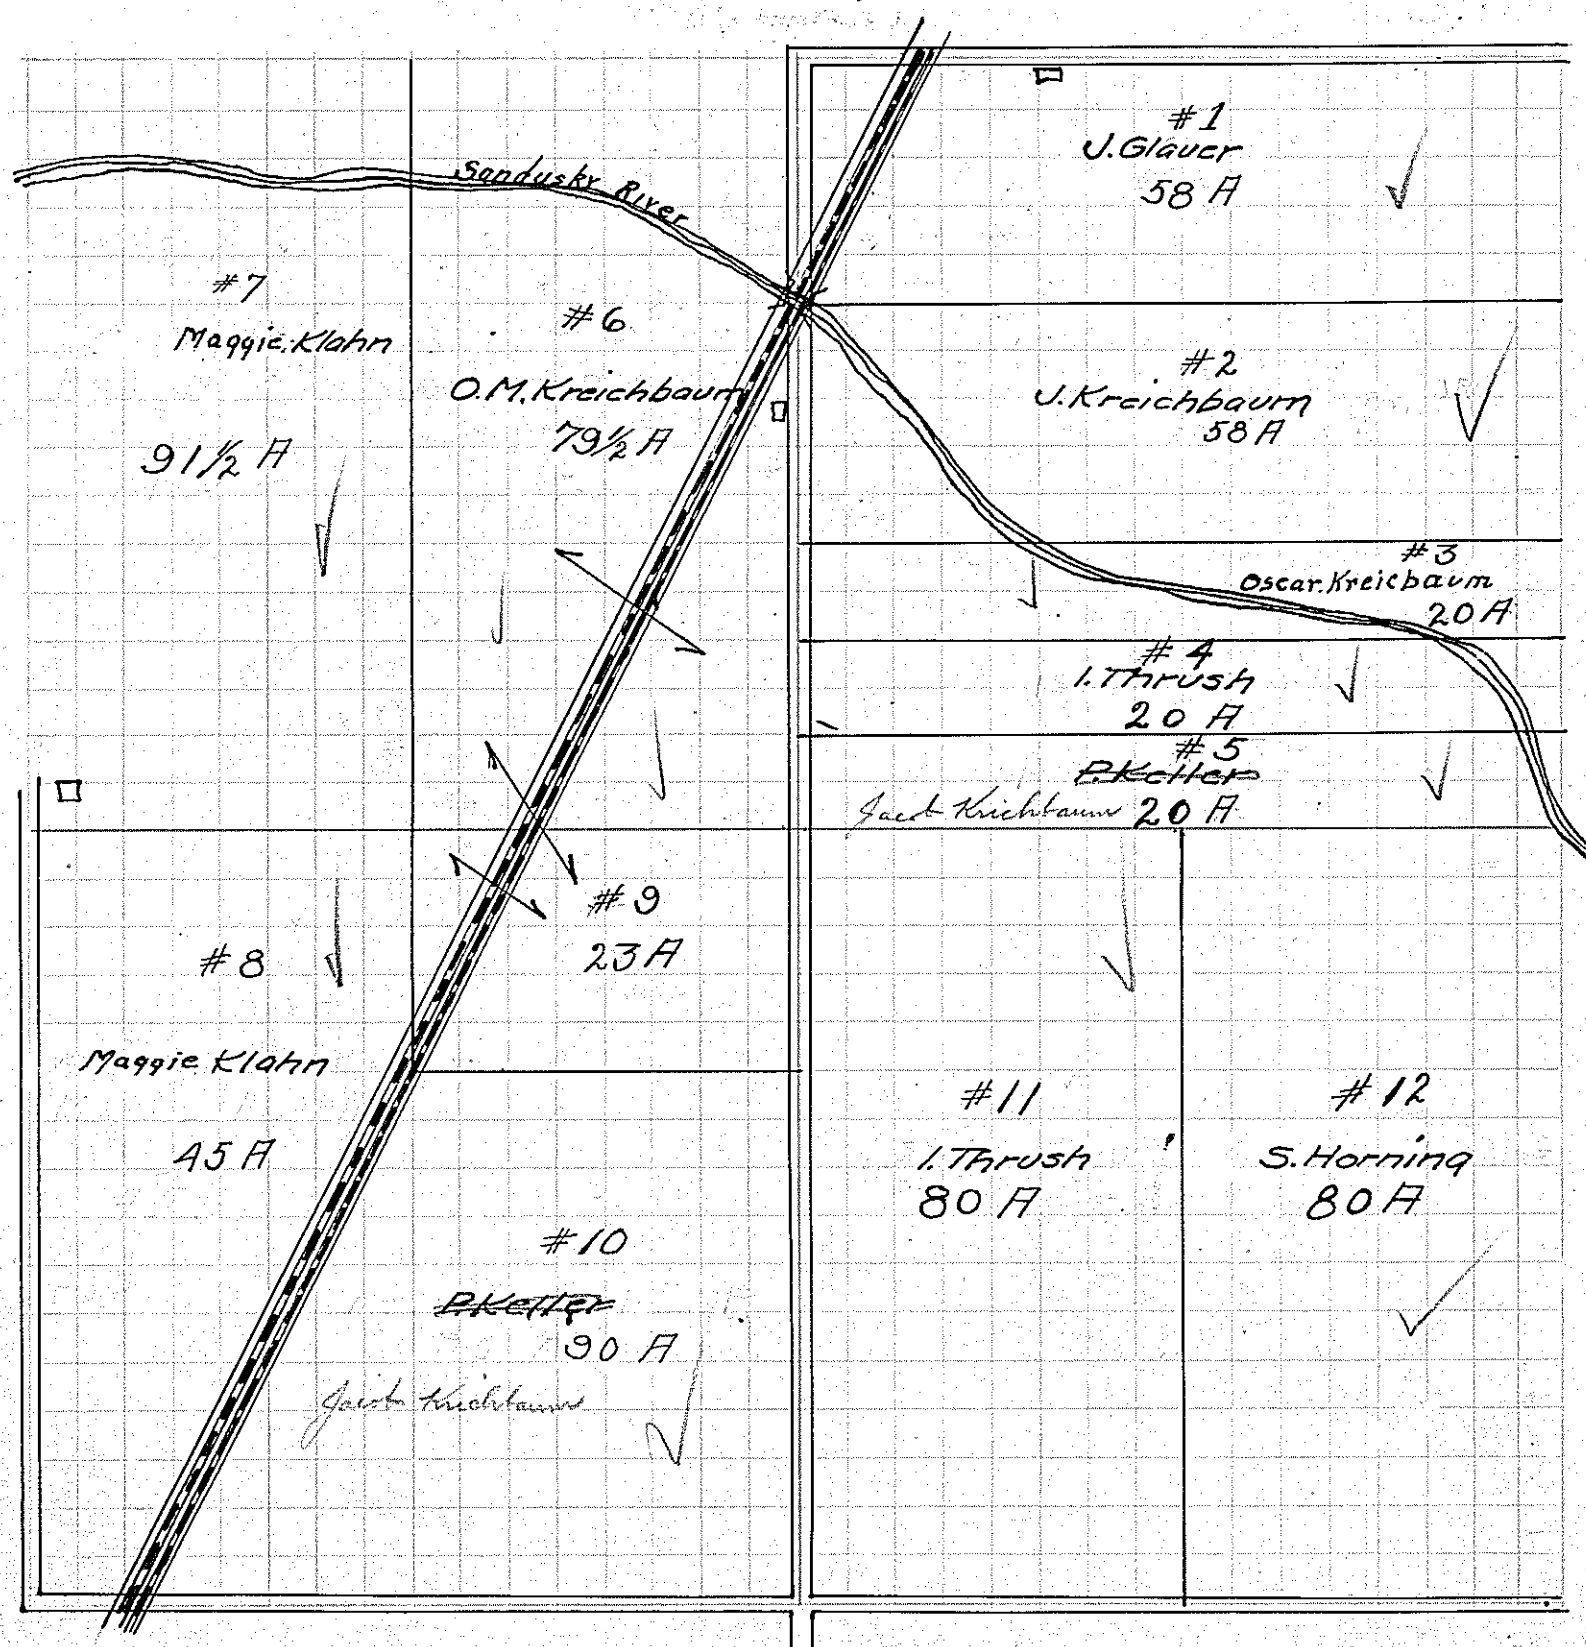 #1
J. Glauer
58 A
Sandusky River
#7
Maggie. Klahn
91½ A
#6
O.M. Kreichbaum
79½ A
#2
J. Kreichbaum
58 A
#3
Oscar. Kreicbaum
20 A
#4
I. Thrush
20 A
#5
P. Keller
Jacob Krichbaum 20 A
#8
Maggie Klahn
45 A
#9
23 A
#10
P. Keller
90 A
Jacob Krichbaum
#11
I. Thrush
80 A
#12
S. Horning
80 A